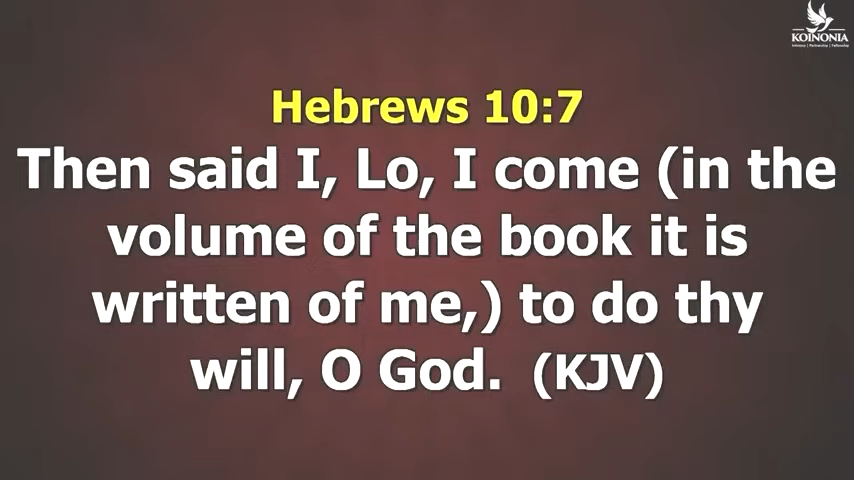 KOINONIA
Hebrews 10:7
Then said I, Lo, I come (in the
volume of the book it is
written of me,) to do thy
will, O God. (KJV)